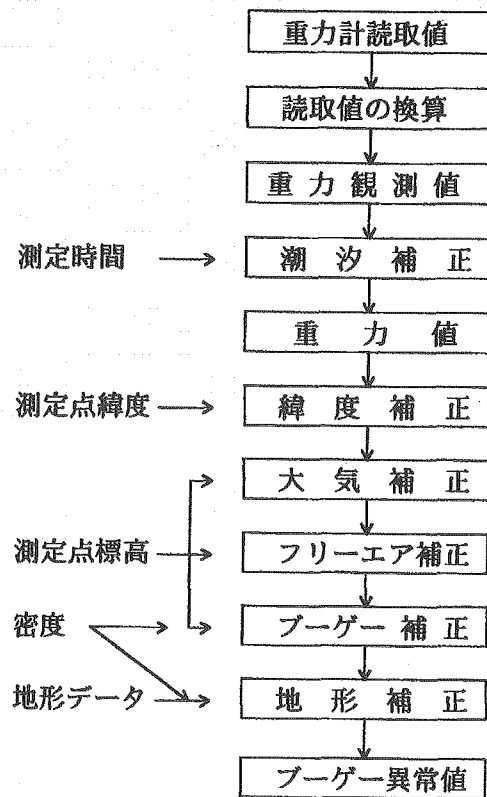 重力計読取値
読取値の換算
重力観測値
測定時間
潮汐補正
重力値
測定点緯度
緯度補正
大気補正
測定点標高
フリーエア補正
密度
ブーゲー補正
地形データ
地形補正
ブーゲー異常値